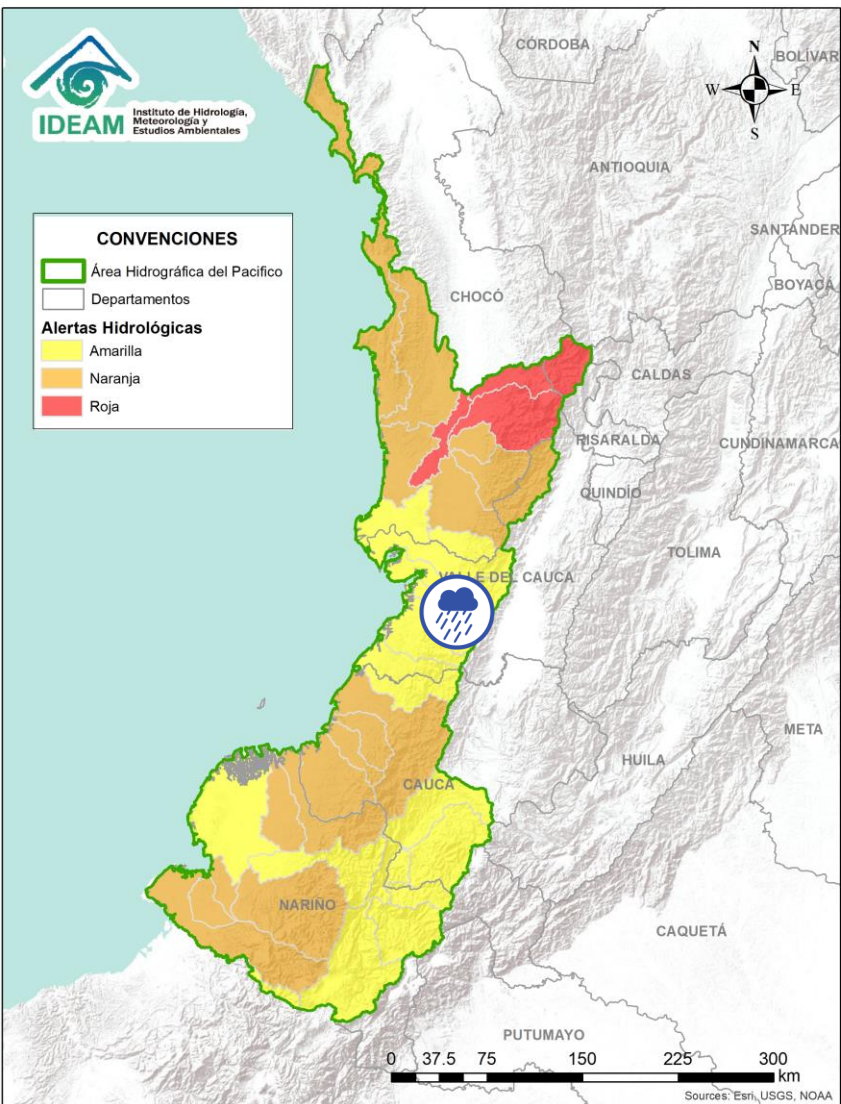 IDEAM
Instituto de Hidrología,
Meteorología y
Estudios Ambientales
CÓRDOBA
BOLÍVAR
N
W
E
S
ANTIOQUIA
SANTANDER
BOYACÁ
CONVENCIONES
Área Hidrográfica del Pacifico
Departamentos
Alertas Hidrológicas
Amarilla
Naranja
Roja
CHOCÓ
CALDAS
RISARALDA
CUNDINAMARCA
QUINDÍO
TOLIMA
VALLE DEL CAUCA
META
HUILA
CAUCA
NARIÑO
CAQUETÁ
PUTUMAYO
0 37.5 75 150 225 300
km
Sources: Esri, USGS, NOAA